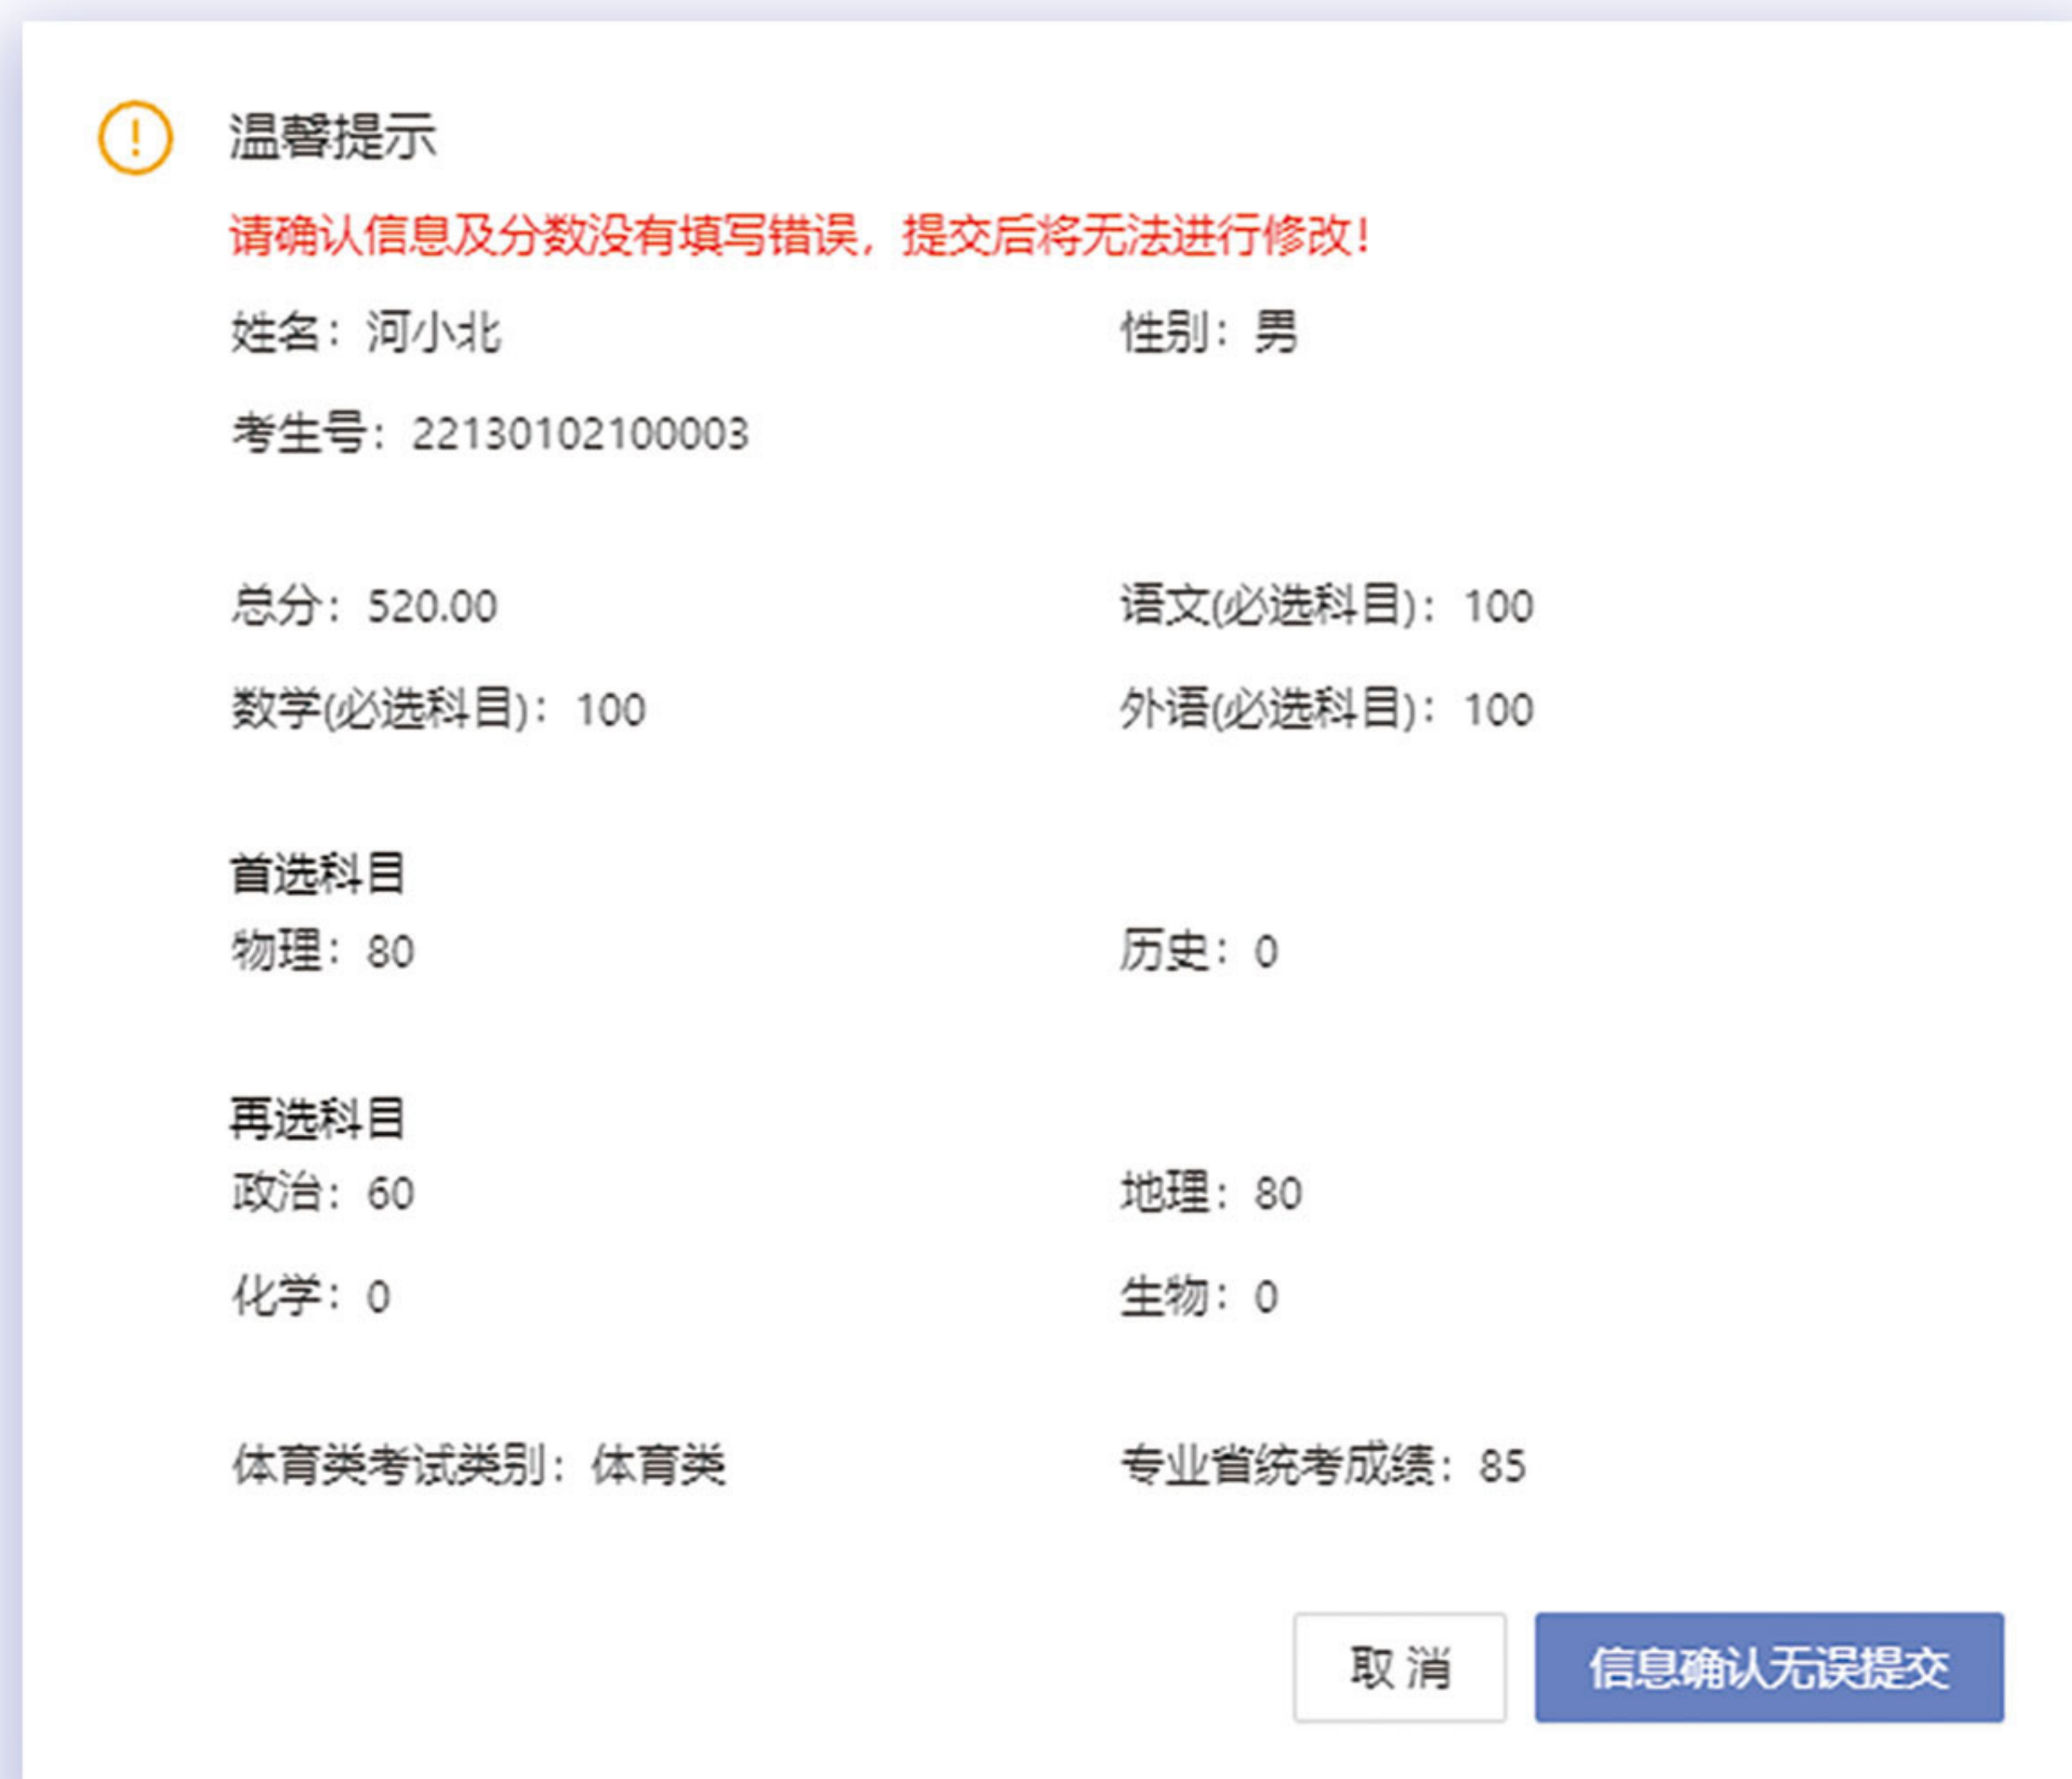 温馨提示
请确认信息及分数没有填写错误，提交后将无法进行修改！
姓名：河小北 性别：男
考生号：22130102100003
总分：520.00 语文(必选科目)：100
数学(必选科目)：100 外语(必选科目)：100
首选科目
物理：80 历史：0
再选科目
政治：60 地理：80
化学：0 生物：0
体育类考试类别：体育类 专业省统考成绩：85
取 消 信息确认无误提交